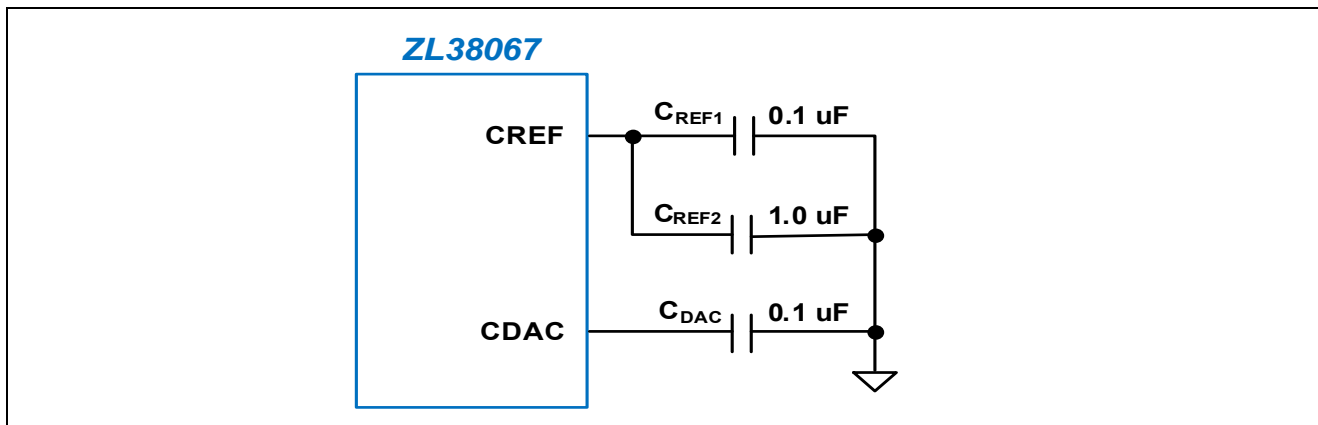 ZL38067
CREF
CREF1 0.1 uF
CREF2 1.0 uF
CDAC
CDAC 0.1 uF